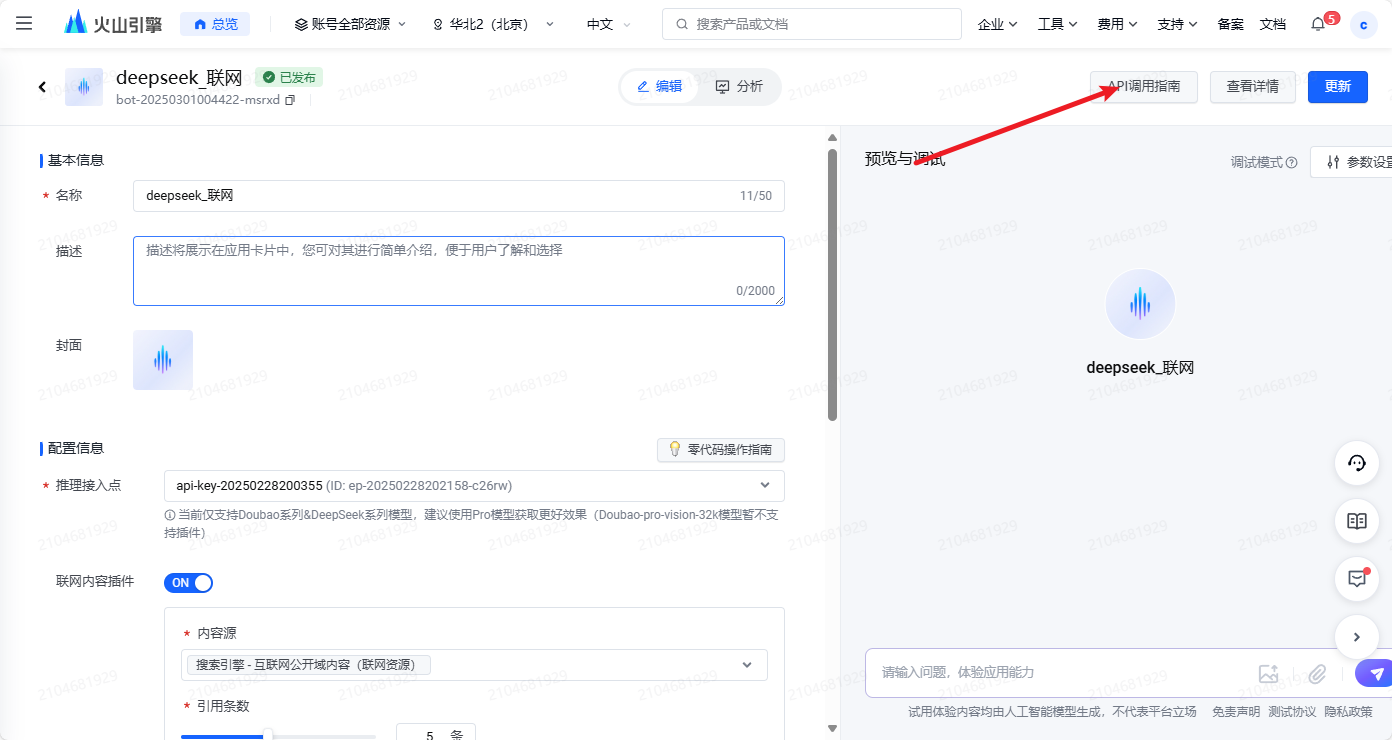 火山引擎 总览 账号全部资源 华北2（北京） 中文 搜索产品或文档 企业 工具 费用 支持 备案 文档 5 c
deepseek_联网 已发布
bot-20250301004422-msrxd
编辑 分析
API调用指南 查看详情 更新
基本信息
* 名称 deepseek_联网 11/50
描述 描述将展示在应用卡片中，您可对其进行简单介绍，便于用户了解和选择
0/2000
封面
配置信息 零代码操作指南
* 推理接入点 api-key-20250228200355 (ID: ep-20250228202158-c26rw)
当前仅支持Doubao系列&DeepSeek系列模型，建议使用Pro模型获取更好效果（Doubao-pro-vision-32k模型暂不支
持插件）
联网内容插件 ON
* 内容源
搜索引擎 - 互联网公开域内容（联网资源）
* 引用条数
5 条
预览与调试 调试模式 参数设置
deepseek_联网
请输入问题，体验应用能力
试用体验内容均由人工智能模型生成，不代表平台立场 免责声明 测试协议 隐私政策
2104681929